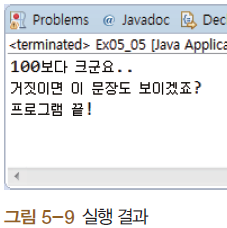 Problems @ Javadoc Dec
<terminated> Ex05_05 [Java Applica
100보다 크군요..
거짓이면 이 문장도 보이겠죠?
프로그램 끝!
그림 5-9 실행 결과